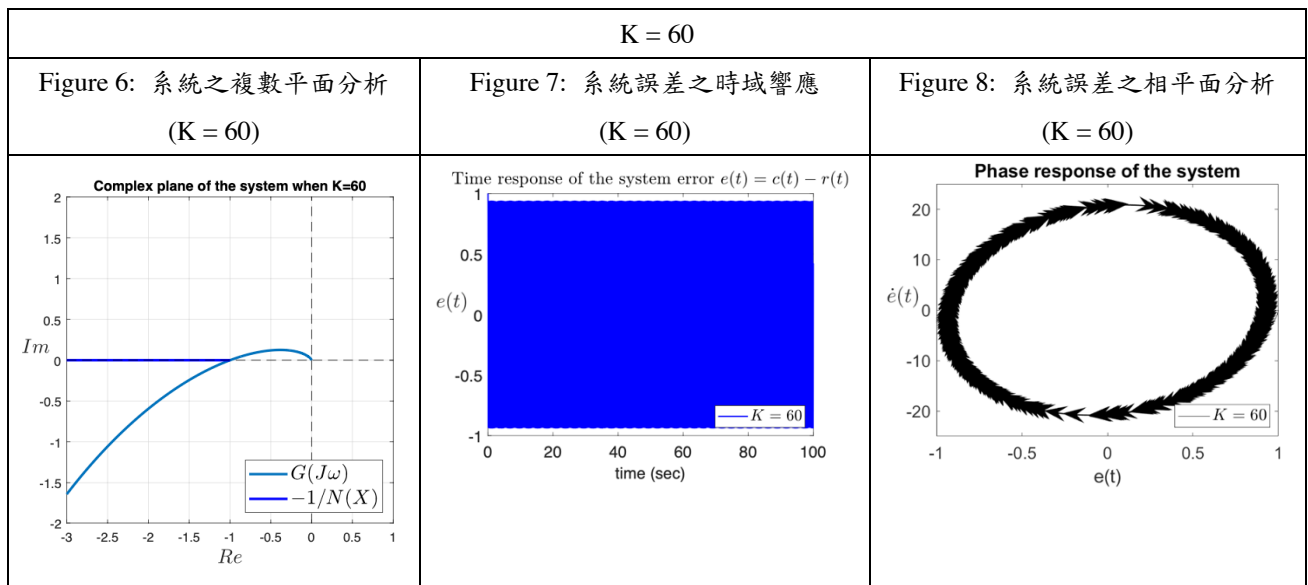 K = 60
Figure 6: 系統之複數平面分析
(K = 60)
Figure 7: 系統誤差之時域響應
(K = 60)
Figure 8: 系統誤差之相平面分析
(K = 60)
Complex plane of the system when K=60
2
1.5
1
0.5
Im
0
-0.5
-1
-1.5
-2
G(Jω)
-1/N(X)
-3 -2.5 -2 -1.5 -1 -0.5 0 0.5 1
Re
Time response of the system error e(t) = c(t) − r(t)
1
0.5
e(t)
0
-0.5
-1
K = 60
0 20 40 60 80 100
time (sec)
Phase response of the system
20
10
ė(t)
0
-10
-20
K = 60
-1 -0.5 0 0.5 1
e(t)